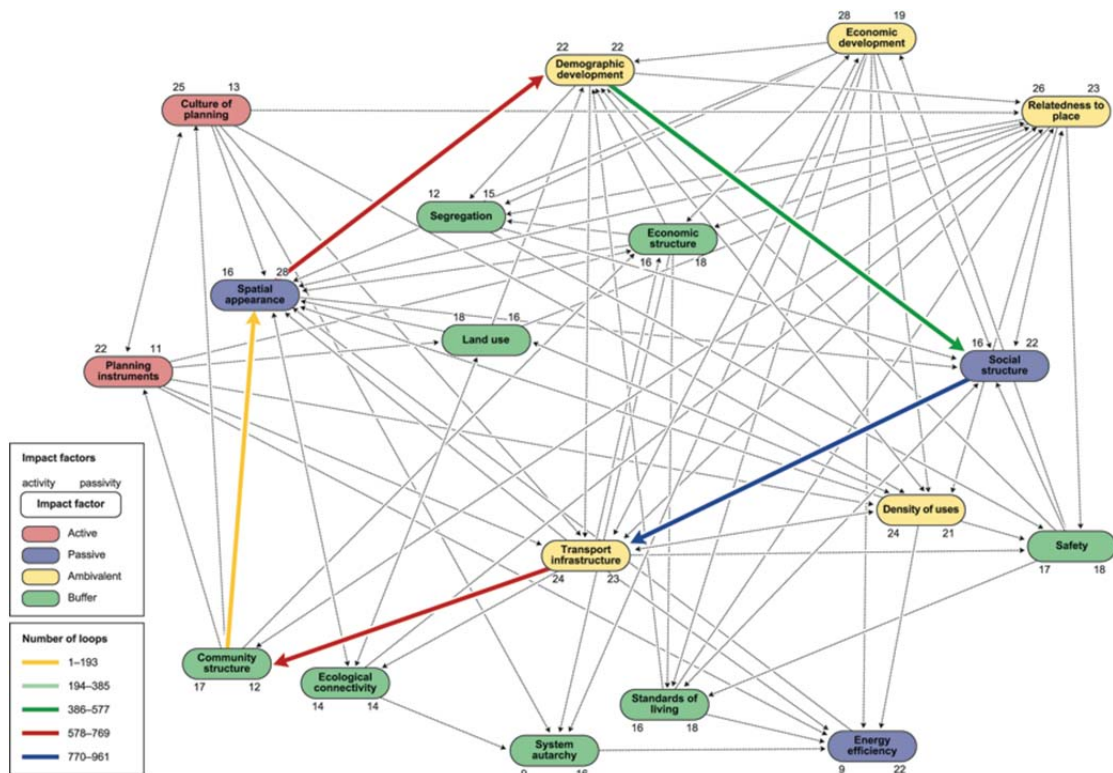 28 19
Economic
development
22 22
Demographic
development
25 13
Culture of
planning
26 23
Relatedness to
place
12 15
Segregation
Economic
structure
16 18
16 28
Spatial
appearance
18 16
Land use
22 11
Planning
instruments
16 22
Social
structure
Density of uses
24 21
Safety
17 18
Transport
infrastructure
24 23
Community
structure
17 12
Ecological
connectivity
14 14
Standards of
living
16 18
System
autarchy
Energy
efficiency
9 22
Impact factors
activity passivity
Impact factor
Active
Passive
Ambivalent
Buffer
Number of loops
1–193
194–385
386–577
578–769
770–961